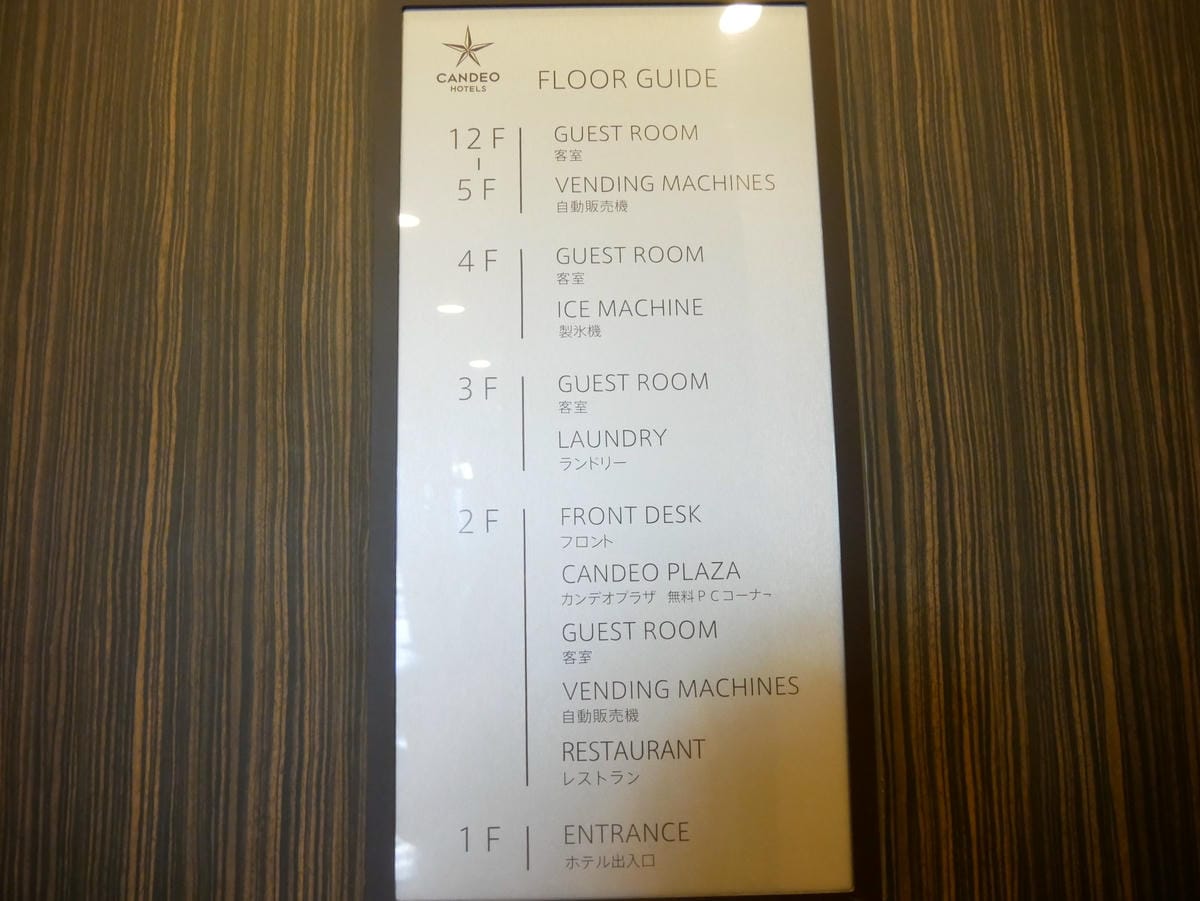 CANDEO
HOTELS
FLOOR GUIDE
12 F
5 F
GUEST ROOM
客室
VENDING MACHINES
自動販売機
4 F
GUEST ROOM
客室
ICE MACHINE
製氷機
3 F
GUEST ROOM
客室
LAUNDRY
ランドリー
2 F
FRONT DESK
フロント
CANDEO PLAZA
カンデオプラザ 無料PCコーナー
GUEST ROOM
客室
VENDING MACHINES
自動販売機
RESTAURANT
レストラン
1 F
ENTRANCE
ホテル出入口